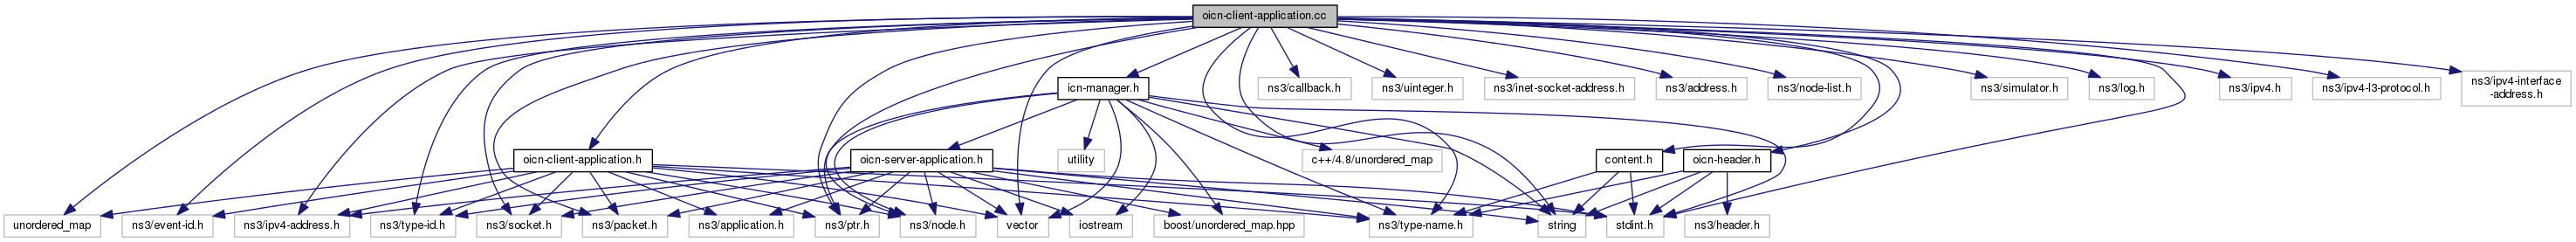 oicn-client-application.cc
icn-manager.h
ns3/callback.h
ns3/uinteger.h
ns3/inet-socket-address.h
ns3/address.h
ns3/node-list.h
ns3/simulator.h
ns3/log.h
ns3/ipv4.h
ns3/ipv4-l3-protocol.h
ns3/ipv4-interface
-address.h
oicn-client-application.h
oicn-server-application.h
utility
c++/4.8/unordered_map
content.h
oicn-header.h
unordered_map
ns3/event-id.h
ns3/ipv4-address.h
ns3/type-id.h
ns3/socket.h
ns3/packet.h
ns3/application.h
ns3/ptr.h
ns3/node.h
vector
iostream
boost/unordered_map.hpp
ns3/type-name.h
string
stdint.h
ns3/header.h